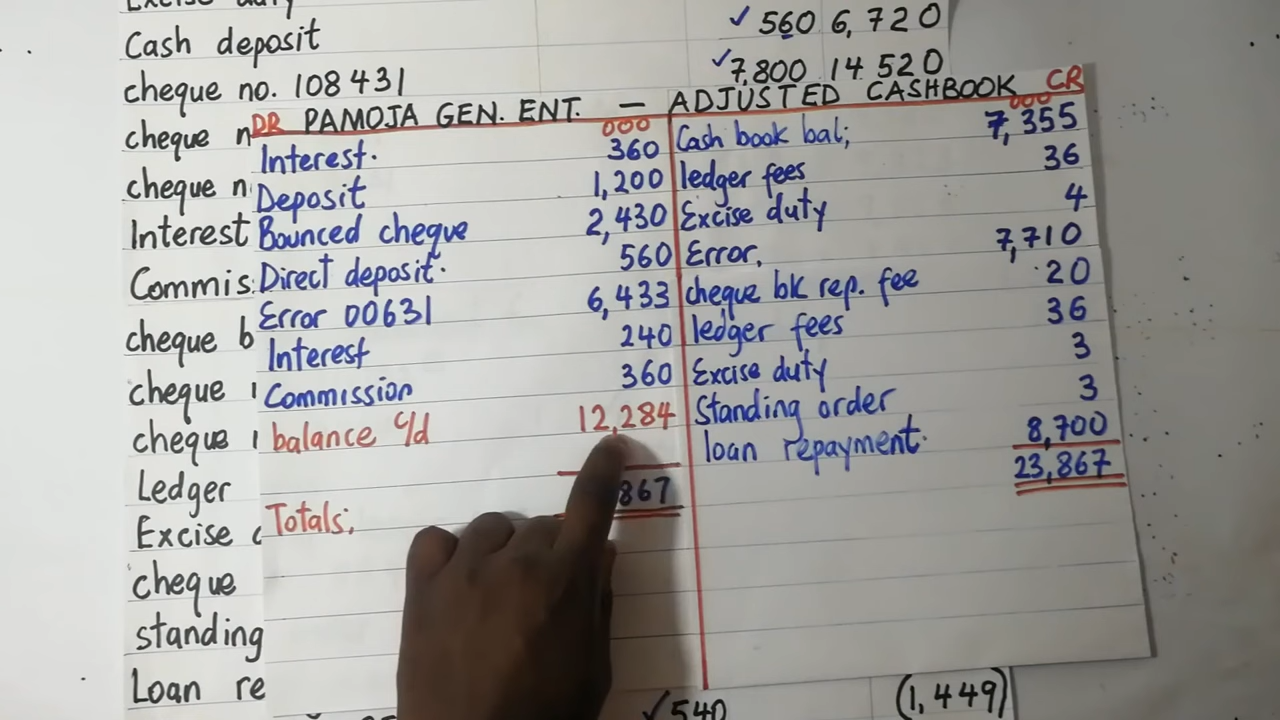 Cash deposit ✓ 560 6,720
cheque no. 108431 ✓7,800 14 520
DR PAMOJA GEN. ENT. — ADJUSTED CASHBOOK CR
000 000
Interest. 360 Cash book bal; 7,355
Deposit 1,200 ledger fees 36
Bounced cheque 2,430 Excise duty 4
Direct deposit. 560 Error, 7,710
Error 00631 6,433 cheque bk rep. fee 20
Interest 240 ledger fees 36
Commission 360 Excise duty 3
balance c/d 12,284 Standing order 3
loan repayment. 8,700
Totals; 867 23,867
cheque n
cheque n
Interest
Commis
cheque b
cheque
cheque
Ledger
Excise
cheque
standing
Loan re
✓540 (1,449)